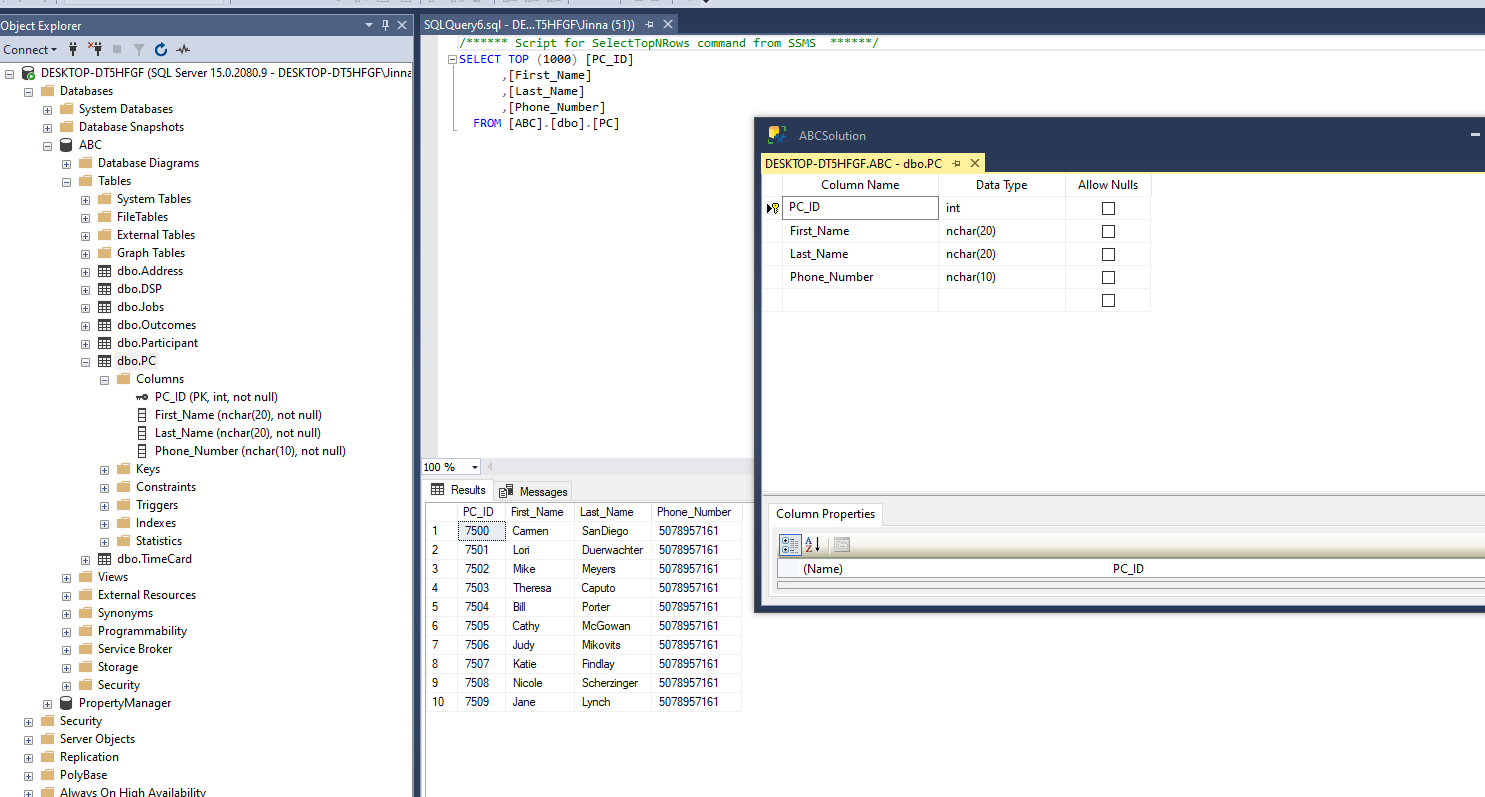 Object Explorer
Connect
DESKTOP-DT5HFGF (SQL Server 15.0.2080.9 - DESKTOP-DT5HFGF\Jinna
Databases
System Databases
Database Snapshots
ABC
Database Diagrams
Tables
System Tables
FileTables
External Tables
Graph Tables
dbo.Address
dbo.DSP
dbo.Jobs
dbo.Outcomes
dbo.Participant
dbo.PC
Columns
PC_ID (PK, int, not null)
First_Name (nchar(20), not null)
Last_Name (nchar(20), not null)
Phone_Number (nchar(10), not null)
Keys
Constraints
Triggers
Indexes
Statistics
dbo.TimeCard
Views
External Resources
Synonyms
Programmability
Service Broker
Storage
Security
PropertyManager
Security
Server Objects
Replication
PolyBase
Always On High Availability
SQLQuery6.sql - DE...T5HFGF\Jinna (51))
/****** Script for SelectTopNRows command from SSMS ******/
SELECT TOP (1000) [PC_ID]
,[First_Name]
,[Last_Name]
,[Phone_Number]
FROM [ABC].[dbo].[PC]
100 %
Results Messages
PC_ID First_Name Last_Name Phone_Number
1 7500 Carmen SanDiego 5078957161
2 7501 Lori Duerwachter 5078957161
3 7502 Mike Meyers 5078957161
4 7503 Theresa Caputo 5078957161
5 7504 Bill Porter 5078957161
6 7505 Cathy McGowan 5078957161
7 7506 Judy Mikovits 5078957161
8 7507 Katie Findlay 5078957161
9 7508 Nicole Scherzinger 5078957161
10 7509 Jane Lynch 5078957161
ABCSolution
DESKTOP-DT5HFGF.ABC - dbo.PC
Column Name Data Type Allow Nulls
PC_ID int
First_Name nchar(20)
Last_Name nchar(20)
Phone_Number nchar(10)
Column Properties
(Name) PC_ID